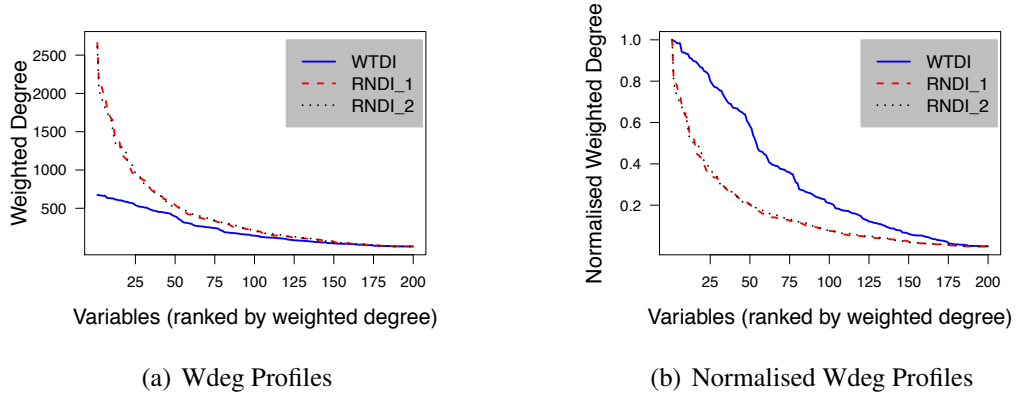 Weighted Degree
2500
2000
1500
1000
500
WTDI
RNDI_1
RNDI_2
25 50 75 100 125 150 175 200
Variables (ranked by weighted degree)
(a) Wdeg Profiles
Normalised Weighted Degree
1.0
0.8
0.6
0.4
0.2
WTDI
RNDI_1
RNDI_2
25 50 75 100 125 150 175 200
Variables (ranked by weighted degree)
(b) Normalised Wdeg Profiles